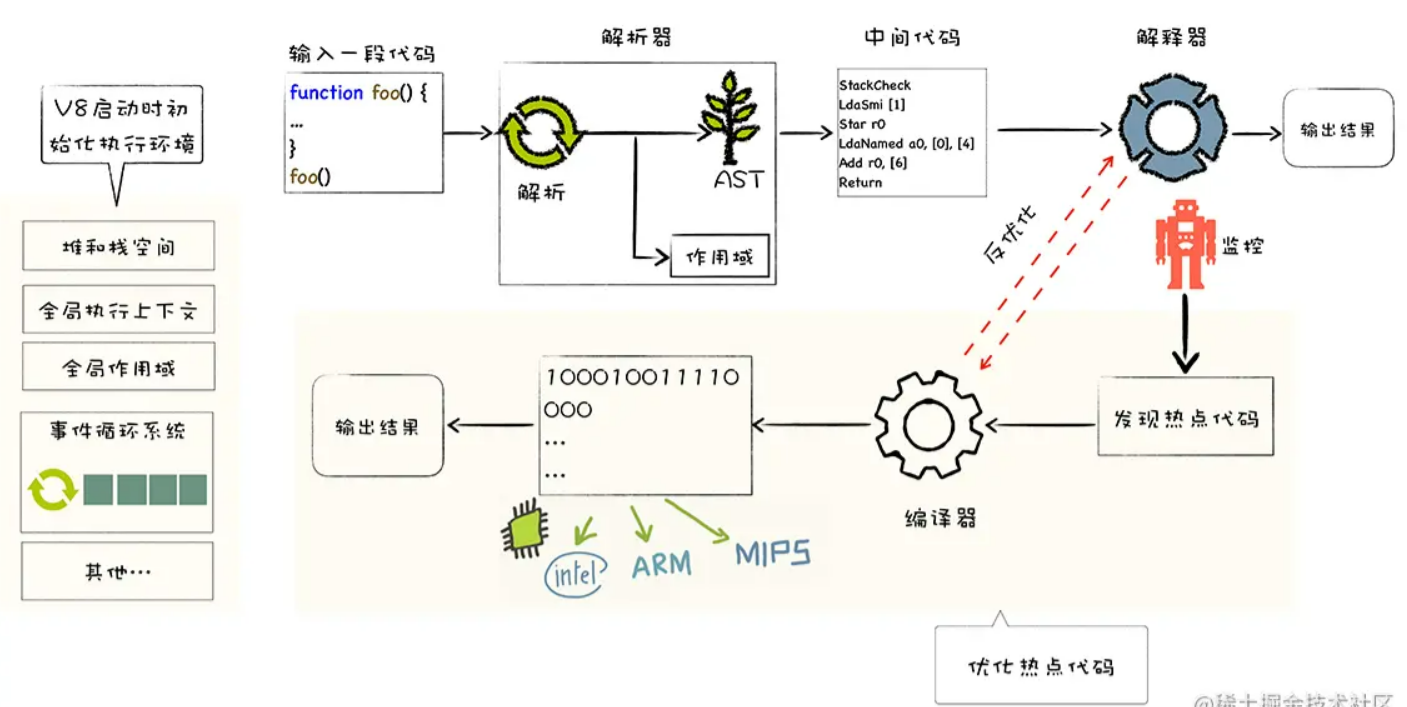 V8启动时初
始化执行环境
堆和栈空间
全局执行上下文
全局作用域
事件循环系统
其他…
输入一段代码
function foo() {
...
}
foo()
解析器
解析
AST
作用域
中间代码
StackCheck
LdaSmi [1]
Star r0
LdaNamed a0, [0], [4]
Add r0, [6]
Return
解释器
输出结果
反优化
监控
发现热点代码
编译器
100010011110
000
...
...
输出结果
intel
ARM
MIPS
优化热点代码
@稀土掘金技术社区